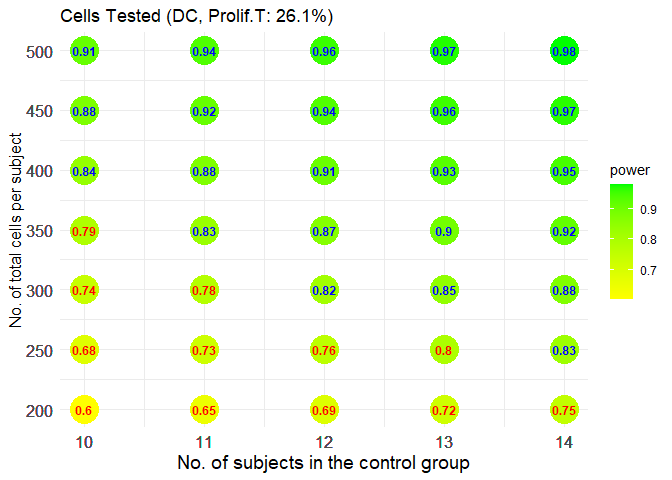 Cells Tested (DC, Prolif.T: 26.1%)
No. of total cells per subject
500 0.91 0.94 0.96 0.97 0.98
450 0.88 0.92 0.94 0.96 0.97
400 0.84 0.88 0.91 0.93 0.95
350 0.79 0.83 0.87 0.9 0.92
300 0.74 0.78 0.82 0.85 0.88
250 0.68 0.73 0.76 0.8 0.83
200 0.6 0.65 0.69 0.72 0.75
10 11 12 13 14
No. of subjects in the control group
power
0.9
0.8
0.7